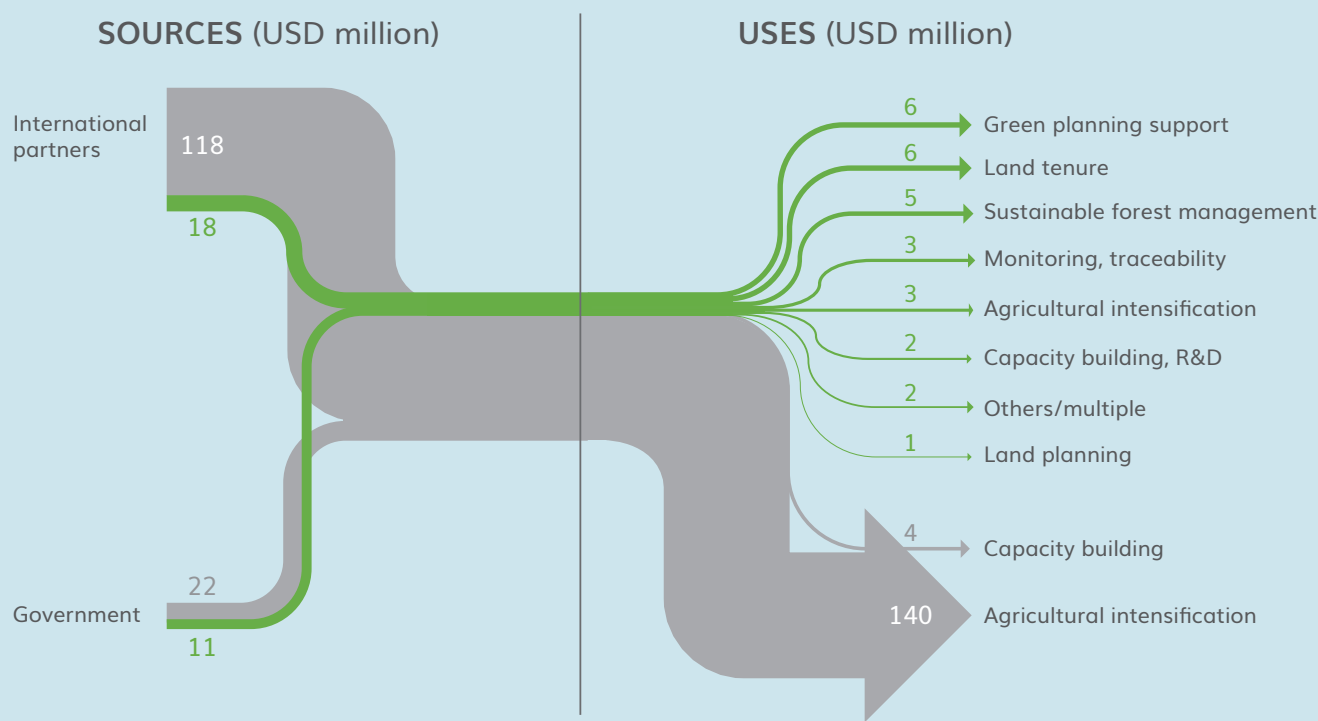 SOURCES (USD million)
USES (USD million)
International
partners
118
18
22
Government
11
6
Green planning support
6
Land tenure
5
Sustainable forest management
3
Monitoring, traceability
3
Agricultural intensification
2
Capacity building, R&D
2
Others/multiple
1
Land planning
4
Capacity building
140
Agricultural intensification